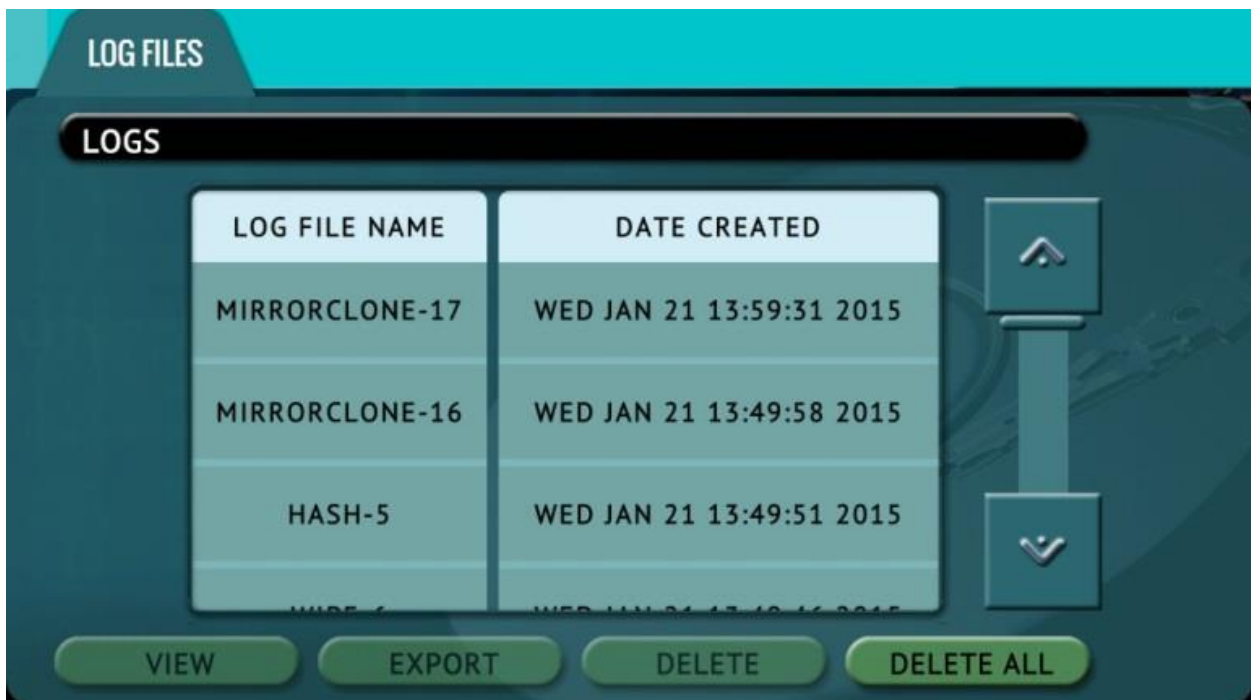 LOG FILES
LOGS
LOG FILE NAME DATE CREATED
MIRRORCLONE-17 WED JAN 21 13:59:31 2015
MIRRORCLONE-16 WED JAN 21 13:49:58 2015
HASH-5 WED JAN 21 13:49:51 2015
VIEW EXPORT DELETE DELETE ALL